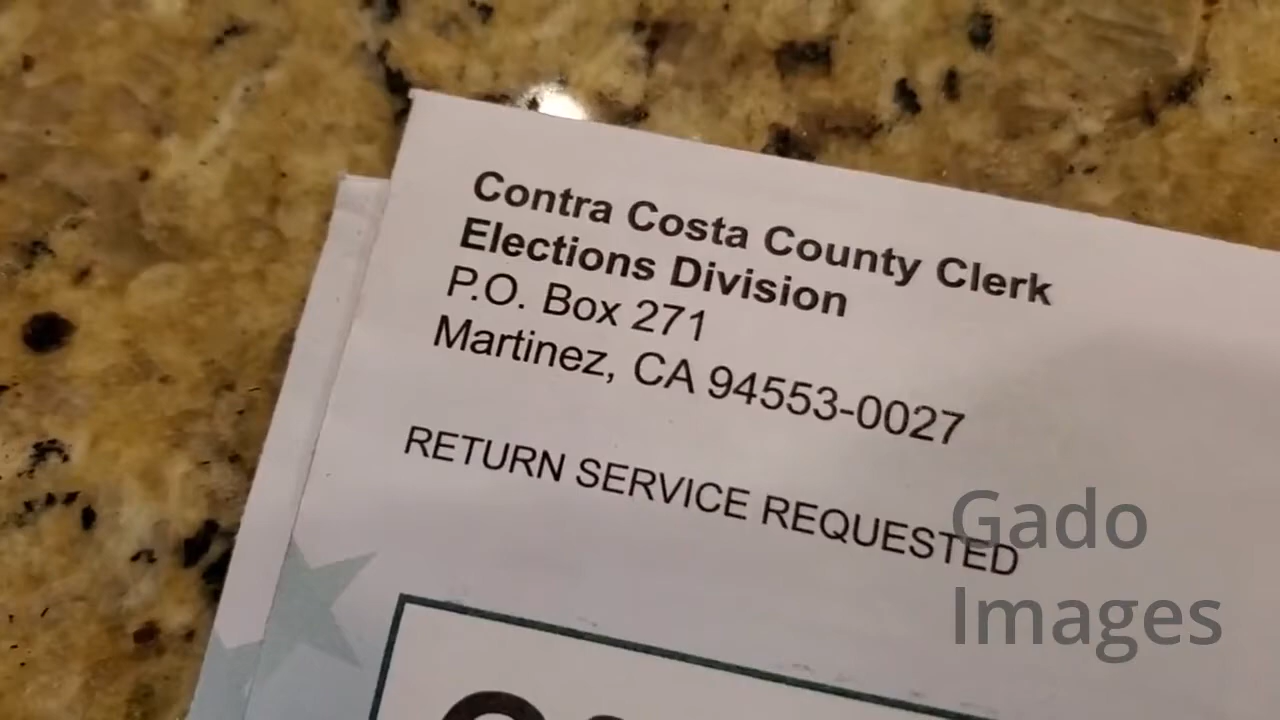 Contra Costa County Clerk
Elections Division
P.O. Box 271
Martinez, CA 94553-0027
RETURN SERVICE REQUESTED
Gado
Images